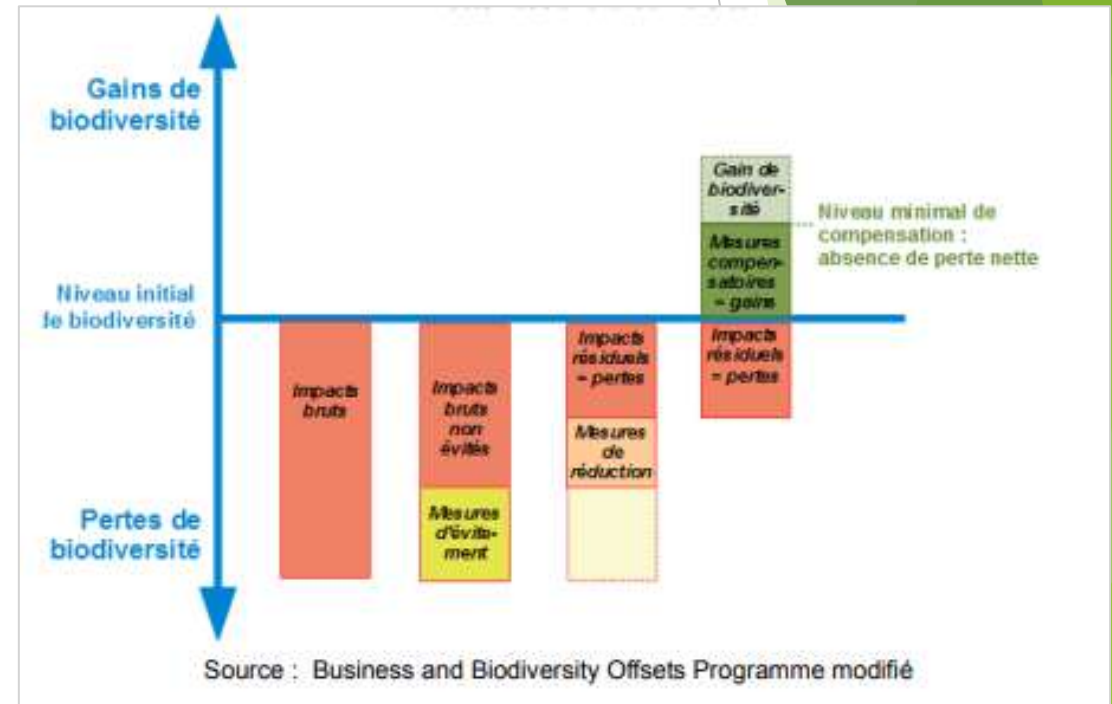 Gains de
biodiversité
Niveau initial
de biodiversité
Pertes de
biodiversité
Impacts
bruts
Impacts
bruts
non
évités
Mesures
d'évite-
ment
Impacts
résiduels
= pertes
Mesures
de
réduction
Gain de
biodiver-
sité
Mesures
compen-
satoires
= gains
Impacts
résiduels
= pertes
Niveau minimal de
compensation :
absence de perte nette
Source : Business and Biodiversity Offsets Programme modifié